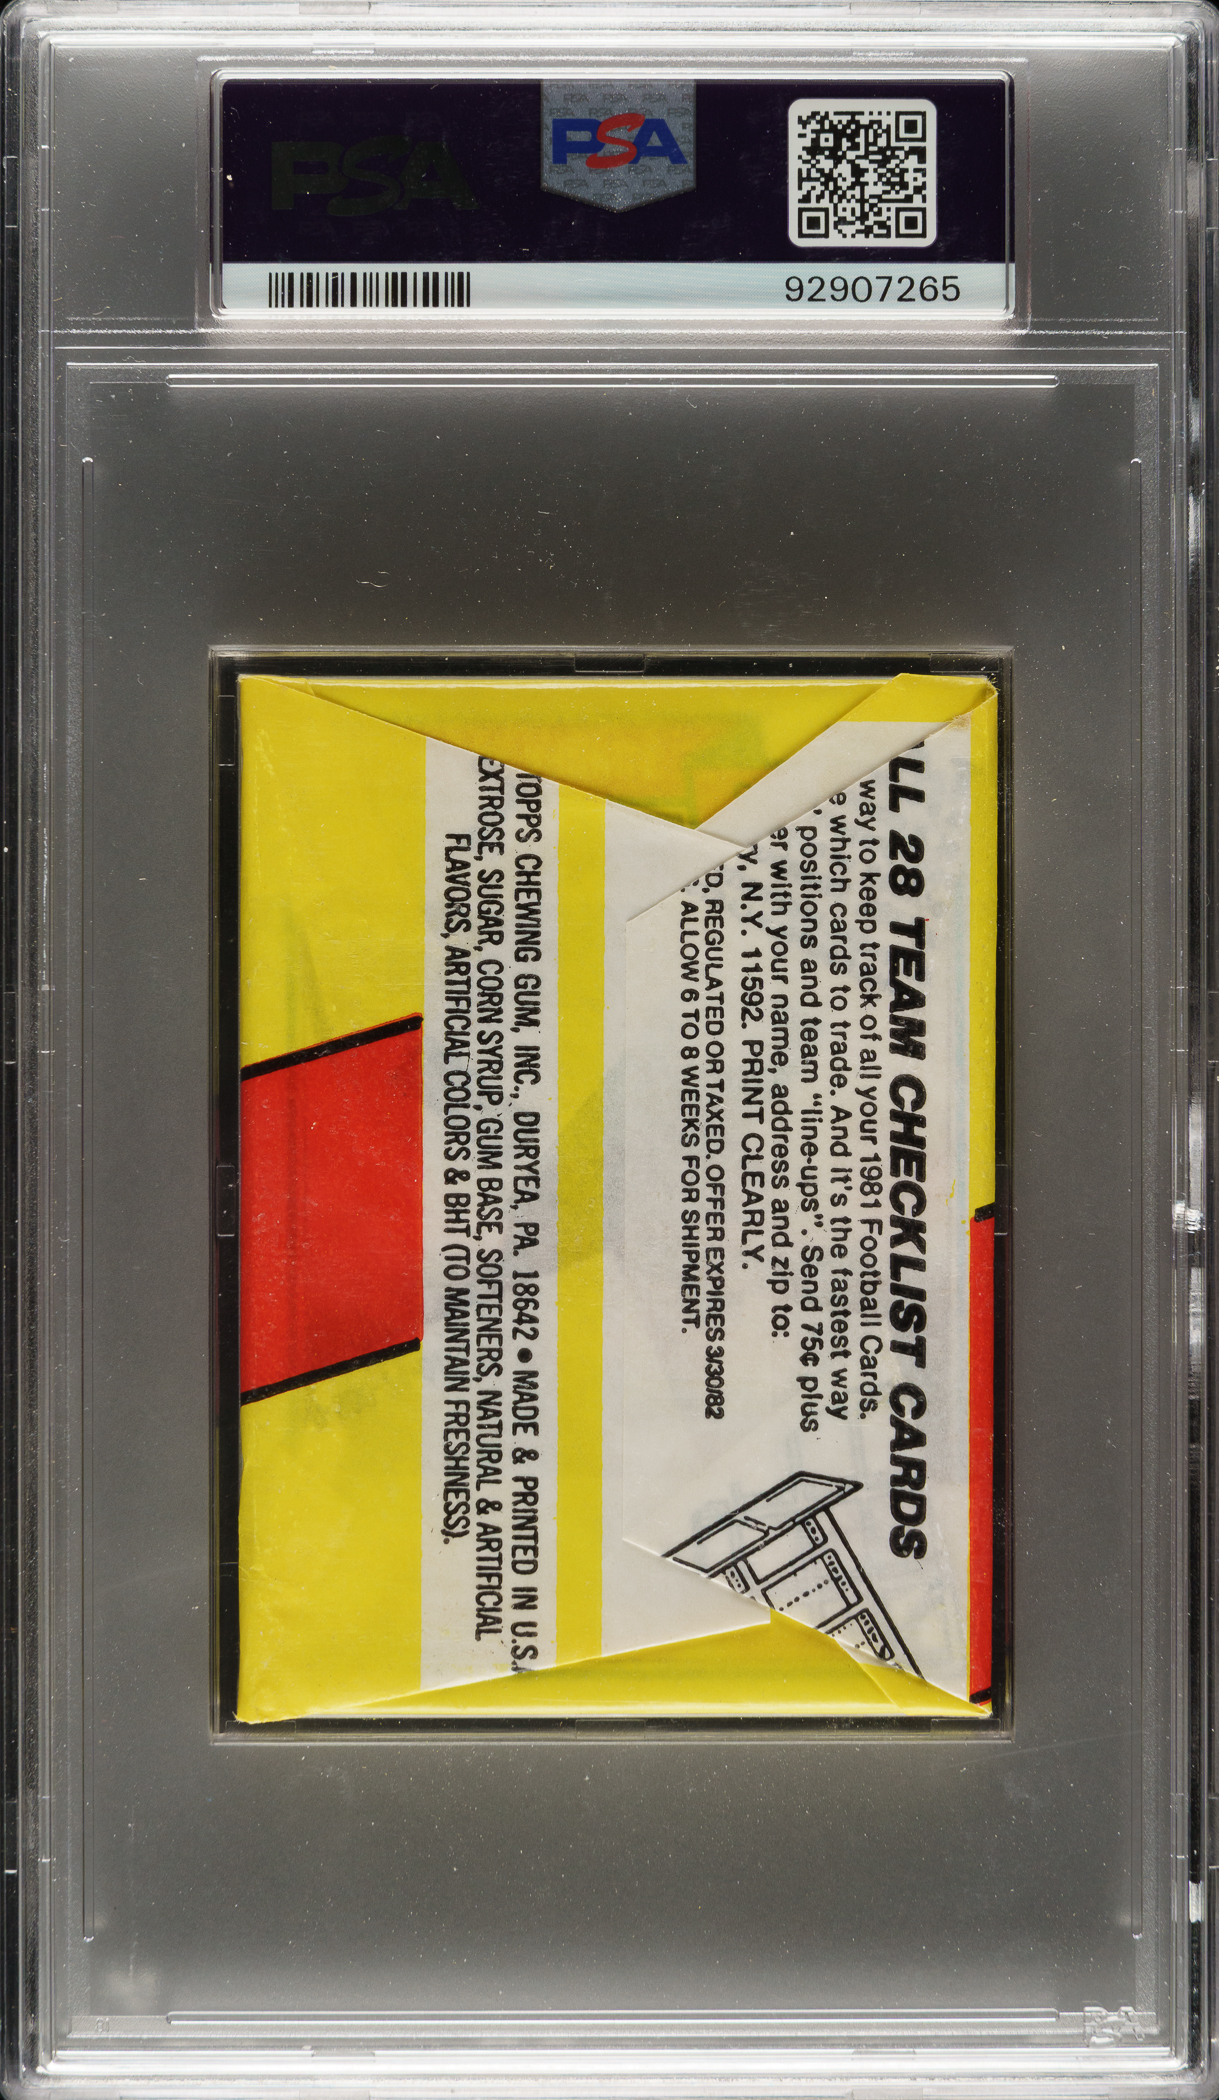 PSA
PSA
92907265
LL 28 TEAM CHECKLIST CARDS
way to keep track of all your 1981 Football Cards.
e which cards to trade. And it's the fastest way
, positions and team "line-ups". Send 75¢ plus
er with your name, address and zip to:
y, N.Y. 11592. PRINT CLEARLY.
D, REGULATED OR TAXED. OFFER EXPIRES 3/30/82
ALLOW 6 TO 8 WEEKS FOR SHIPMENT.
TOPPS CHEWING GUM, INC., DURYEA, PA. 18642 • MADE & PRINTED IN U.S.A
EXTROSE, SUGAR, CORN SYRUP, GUM BASE, SOFTENERS, NATURAL & ARTIFICIAL
FLAVORS, ARTIFICIAL COLORS & BHT (TO MAINTAIN FRESHNESS).
PSA